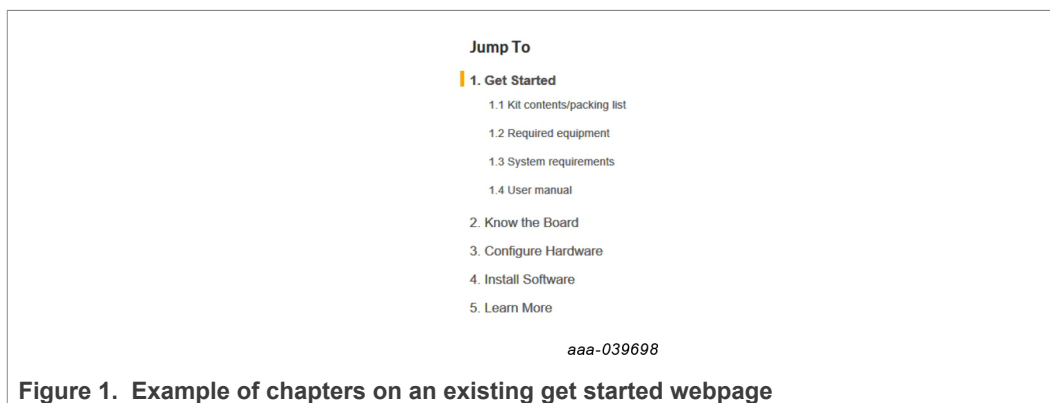 Jump To
1. Get Started
1.1 Kit contents/packing list
1.2 Required equipment
1.3 System requirements
1.4 User manual
2. Know the Board
3. Configure Hardware
4. Install Software
5. Learn More
aaa-039698
Figure 1. Example of chapters on an existing get started webpage